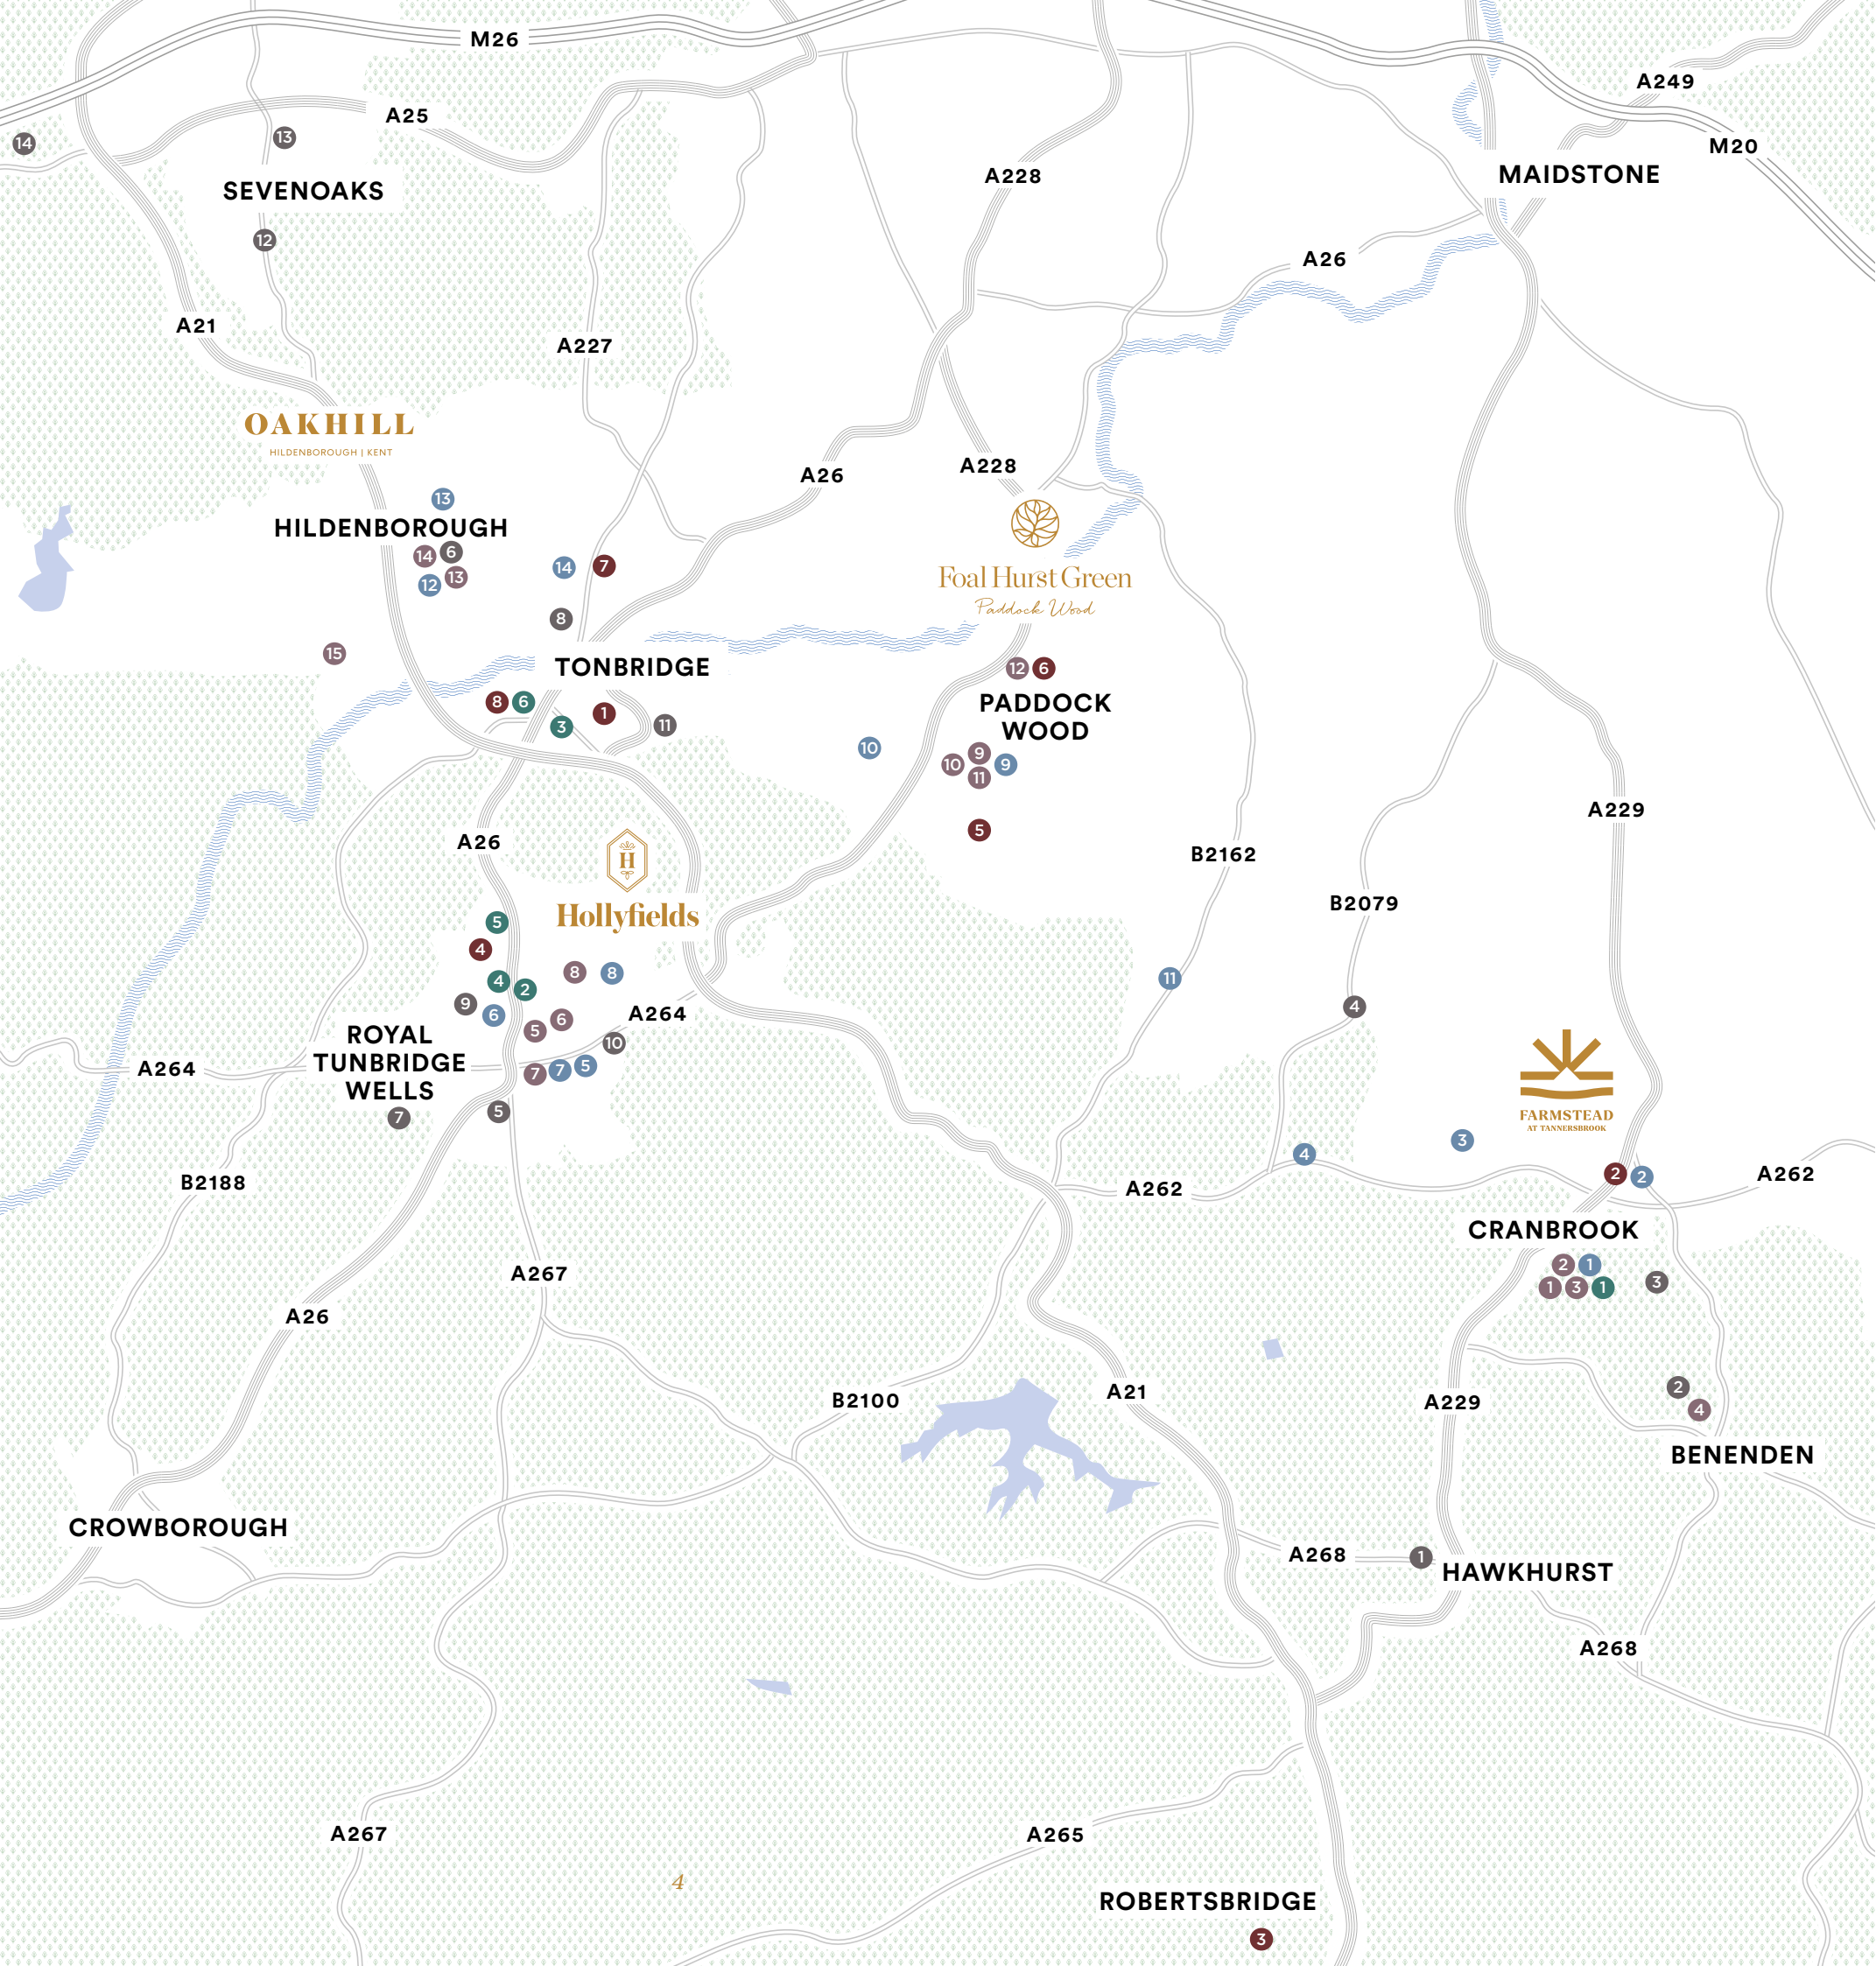 M26
A249
A25
M20
14
13
MAIDSTONE
A228
SEVENOAKS
12
A26
A21
A227
OAKHILL
HILDENBOROUGH | KENT
A228
A26
13
HILDENBOROUGH
14
6
12
13
14
7
Foal Hurst Green
Paddock Wood
8
15
TONBRIDGE
12
6
8
6
3
1
11
PADDOCK
WOOD
10
10
9
9
11
5
A229
A26
B2162
H
Hollyfields
B2079
5
4
8
8
4
2
11
9
6
5
6
A264
4
10
ROYAL
TUNBRIDGE
WELLS
A264
7
7
5
7
5
FARMSTEAD
AT TANNERSBROOK
3
4
2
2
A262
B2188
A262
CRANBROOK
A267
2
1
1
3
1
3
A26
B2100
A21
A229
2
4
BENENDEN
CROWBOROUGH
A268
1
HAWKHURST
A268
A267
A265
4
ROBERTSBRIDGE
3